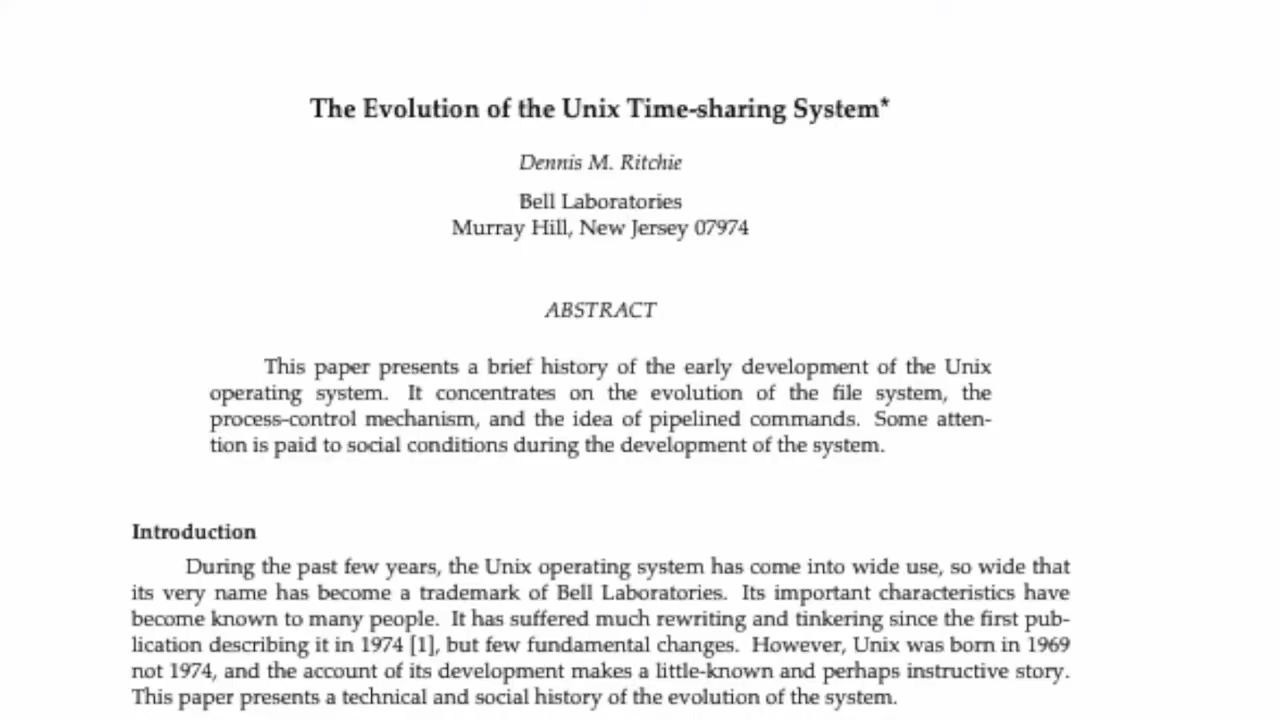 The Evolution of the Unix Time-sharing System*
Dennis M. Ritchie
Bell Laboratories
Murray Hill, New Jersey 07974
ABSTRACT
This paper presents a brief history of the early development of the Unix
operating system. It concentrates on the evolution of the file system, the
process-control mechanism, and the idea of pipelined commands. Some atten-
tion is paid to social conditions during the development of the system.
Introduction
During the past few years, the Unix operating system has come into wide use, so wide that
its very name has become a trademark of Bell Laboratories. Its important characteristics have
become known to many people. It has suffered much rewriting and tinkering since the first pub-
lication describing it in 1974 [1], but few fundamental changes. However, Unix was born in 1969
not 1974, and the account of its development makes a little-known and perhaps instructive story.
This paper presents a technical and social history of the evolution of the system.